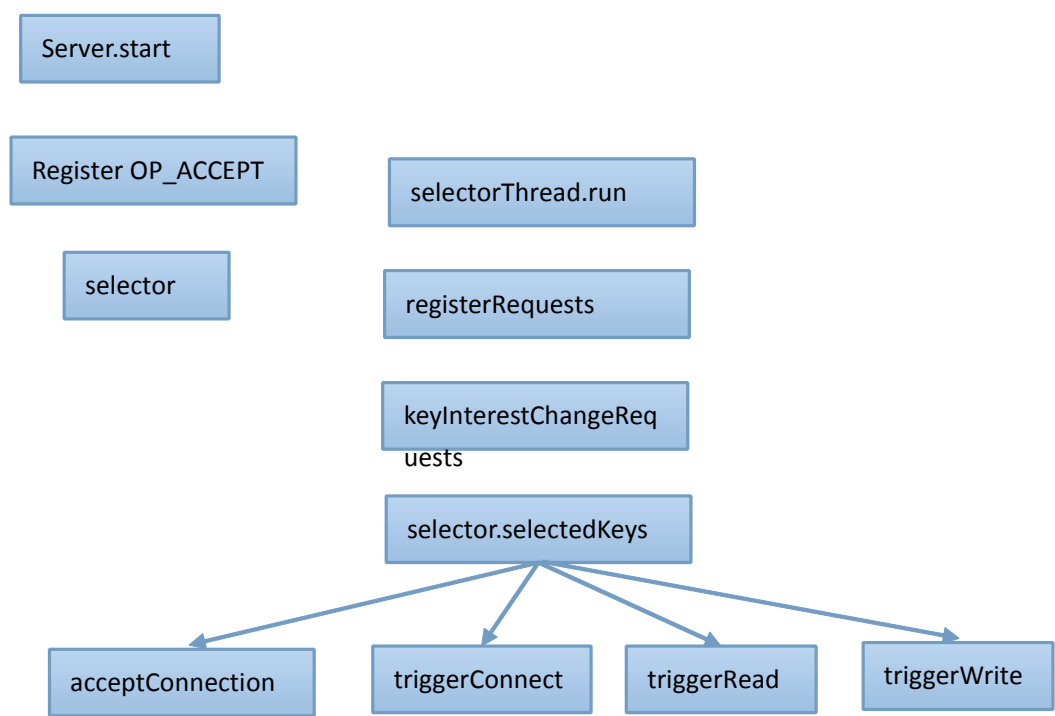 Server.start
Register OP_ACCEPT
selectorThread.run
selector
registerRequests
keyInterestChangeReq
uests
selector.selectedKeys
acceptConnection
triggerConnect
triggerRead
triggerWrite